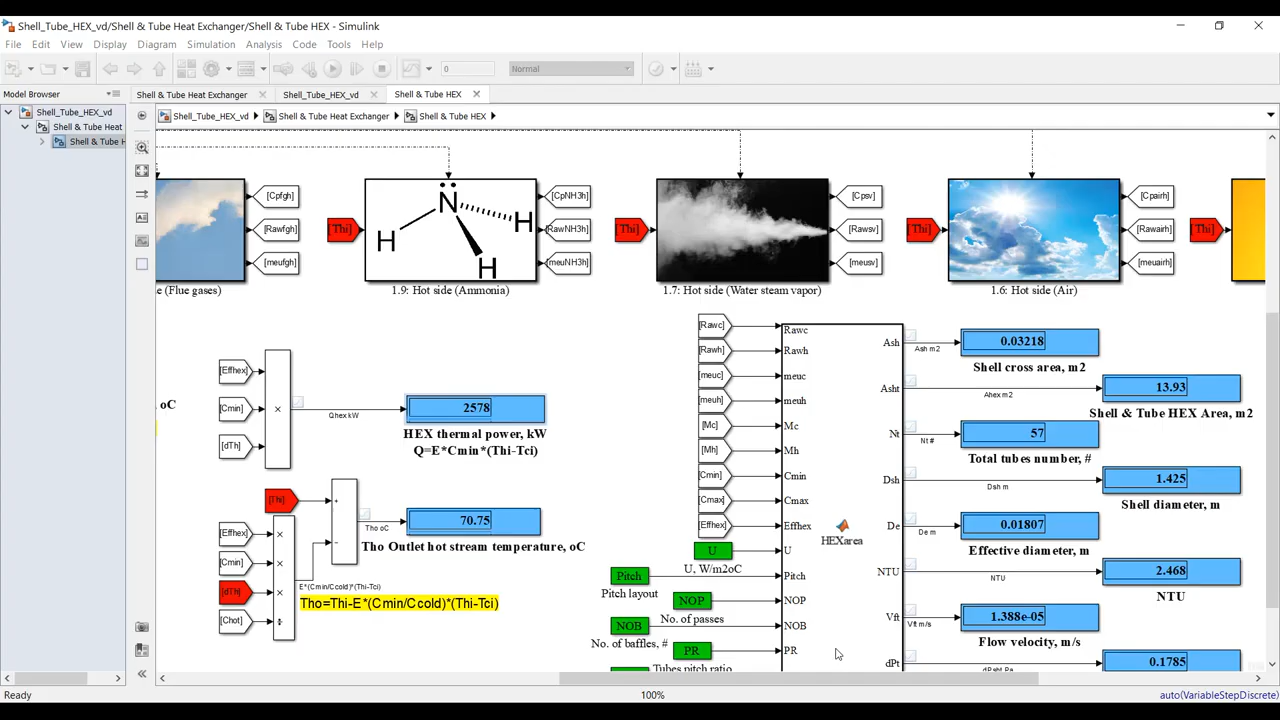 Shell_Tube_HEX_vd/Shell & Tube Heat Exchanger/Shell & Tube HEX - Simulink
File Edit View Display Diagram Simulation Analysis Code Tools Help
0 Normal
Model Browser
Shell & Tube Heat Exchanger Shell_Tube_HEX_vd Shell & Tube HEX
Shell_Tube_HEX_vd Shell & Tube Heat Exchanger Shell & Tube HEX
Shell_Tube_HEX_vd
Shell & Tube Heat
Shell & Tube H
[Cpfgh]
[Rawfgh]
[meufgh]
e (Flue gases)
[Thi]
N
H
H
H
[CpNH3h]
[RawNH3h]
[meuNH3h]
1.9: Hot side (Ammonia)
[Thi]
[Cpsv]
[Rawsv]
[meusv]
1.7: Hot side (Water steam vapor)
[Thi]
[Cpairh]
[Rawairh]
[meuairh]
1.6: Hot side (Air)
[Thi]
, oC
[Effhex]
[Cmin]
[dTh]
×
Qhex kW
2578
HEX thermal power, kW
Q=E*Cmin*(Thi-Tci)
[Thi]
+
−
Tho oC
70.75
Tho Outlet hot stream temperature, oC
[Effhex]
[Cmin]
[dTh]
[Chot]
×
×
×
÷
E*(Cmin/Ccold)*(Thi-Tci)
Tho=Thi-E*(Cmin/Ccold)*(Thi-Tci)
[Rawc]
[Rawh]
[meuc]
[meuh]
[Mc]
[Mh]
[Cmin]
[Cmax]
[Effhex]
U
U, W/m2oC
Pitch
Pitch layout
NOP
No. of passes
NOB
No. of baffles, #
PR
Tubes pitch ratio
Rawc
Rawh
meuc
meuh
Mc
Mh
Cmin
Cmax
Effhex
U
Pitch
NOP
NOB
PR
HEXarea
Ash
Asht
Nt
Dsh
De
NTU
Vft
dPt
Ash m2
0.03218
Shell cross area, m2
Ahex m2
13.93
Shell & Tube HEX Area, m2
Nt #
57
Total tubes number, #
Dsh m
1.425
Shell diameter, m
De m
0.01807
Effective diameter, m
NTU
2.468
NTU
Vft m/s
1.388e-05
Flow velocity, m/s
0.1785
Ready 100% auto(VariableStepDiscrete)